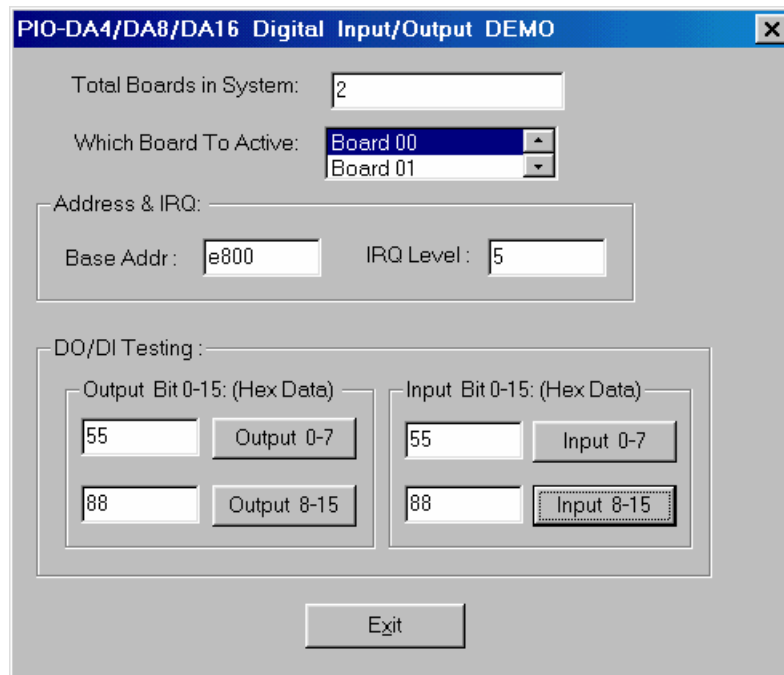 PIO-DA4/DA8/DA16 Digital Input/Output DEMO
Total Boards in System: 2
Which Board To Active: Board 00
Board 01
Address & IRQ:
Base Addr : e800 IRQ Level : 5
DO/DI Testing :
Output Bit 0-15: (Hex Data) Input Bit 0-15: (Hex Data)
55 Output 0-7 55 Input 0-7
88 Output 8-15 88 Input 8-15
Exit